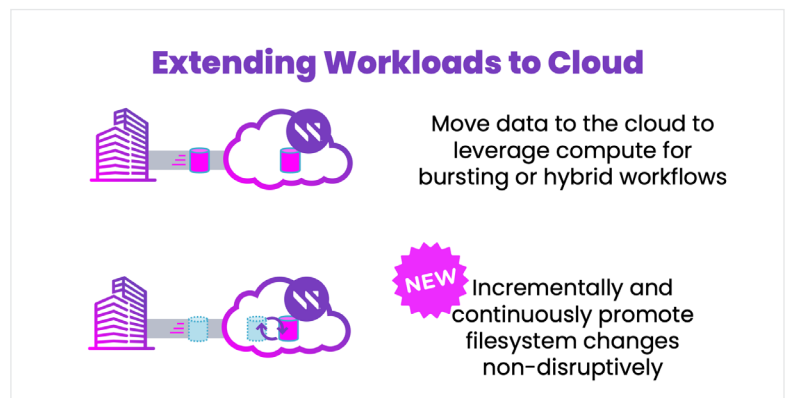 Extending Workloads to Cloud
Move data to the cloud to
leverage compute for
bursting or hybrid workflows
NEW
Incrementally and
continuously promote
filesystem changes
non-disruptively